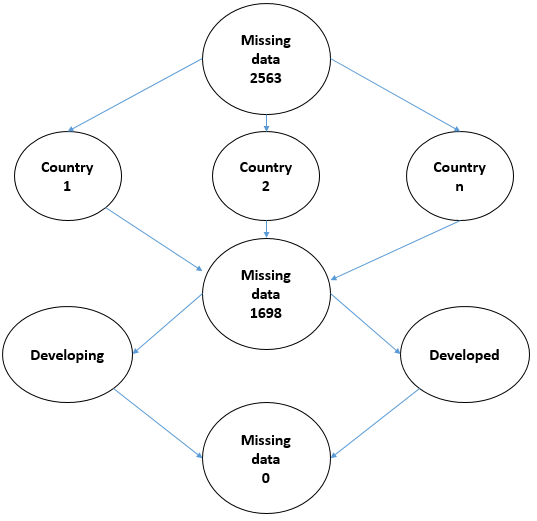 Missing
data
2563
Country
1
Country
2
Country
n
Missing
data
1698
Developing
Developed
Missing
data
0